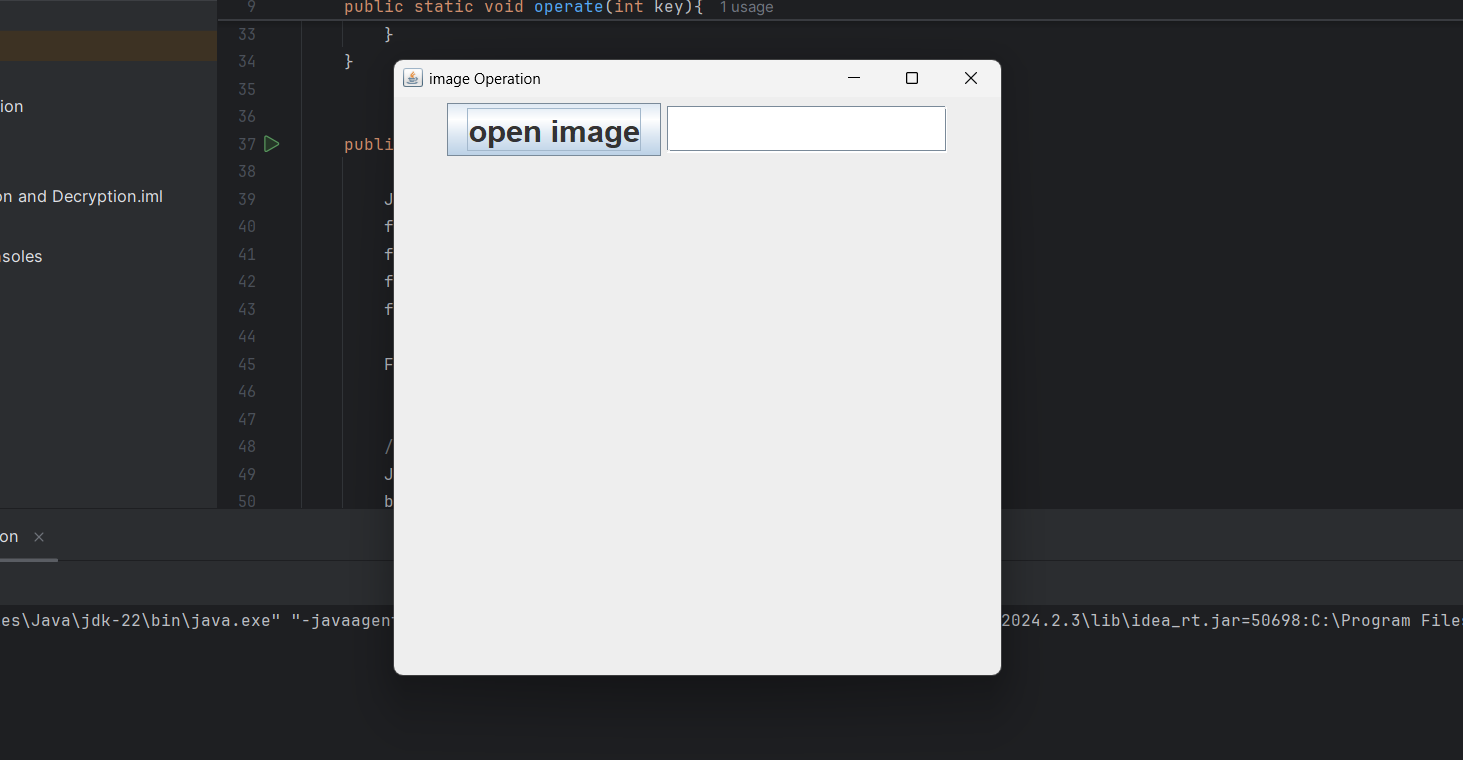 9 public static void operate(int key){ 1 usage
33 }
34 }
35
36
37 publi
38
39 J
40 f
41 f
42 f
43 f
44
45 F
46
47
48 /
49 J
50 b
ion
on and Decryption.iml
nsoles
image Operation
open image
on
es\Java\jdk-22\bin\java.exe" "-javaagent
2024.2.3\lib\idea_rt.jar=50698:C:\Program Files